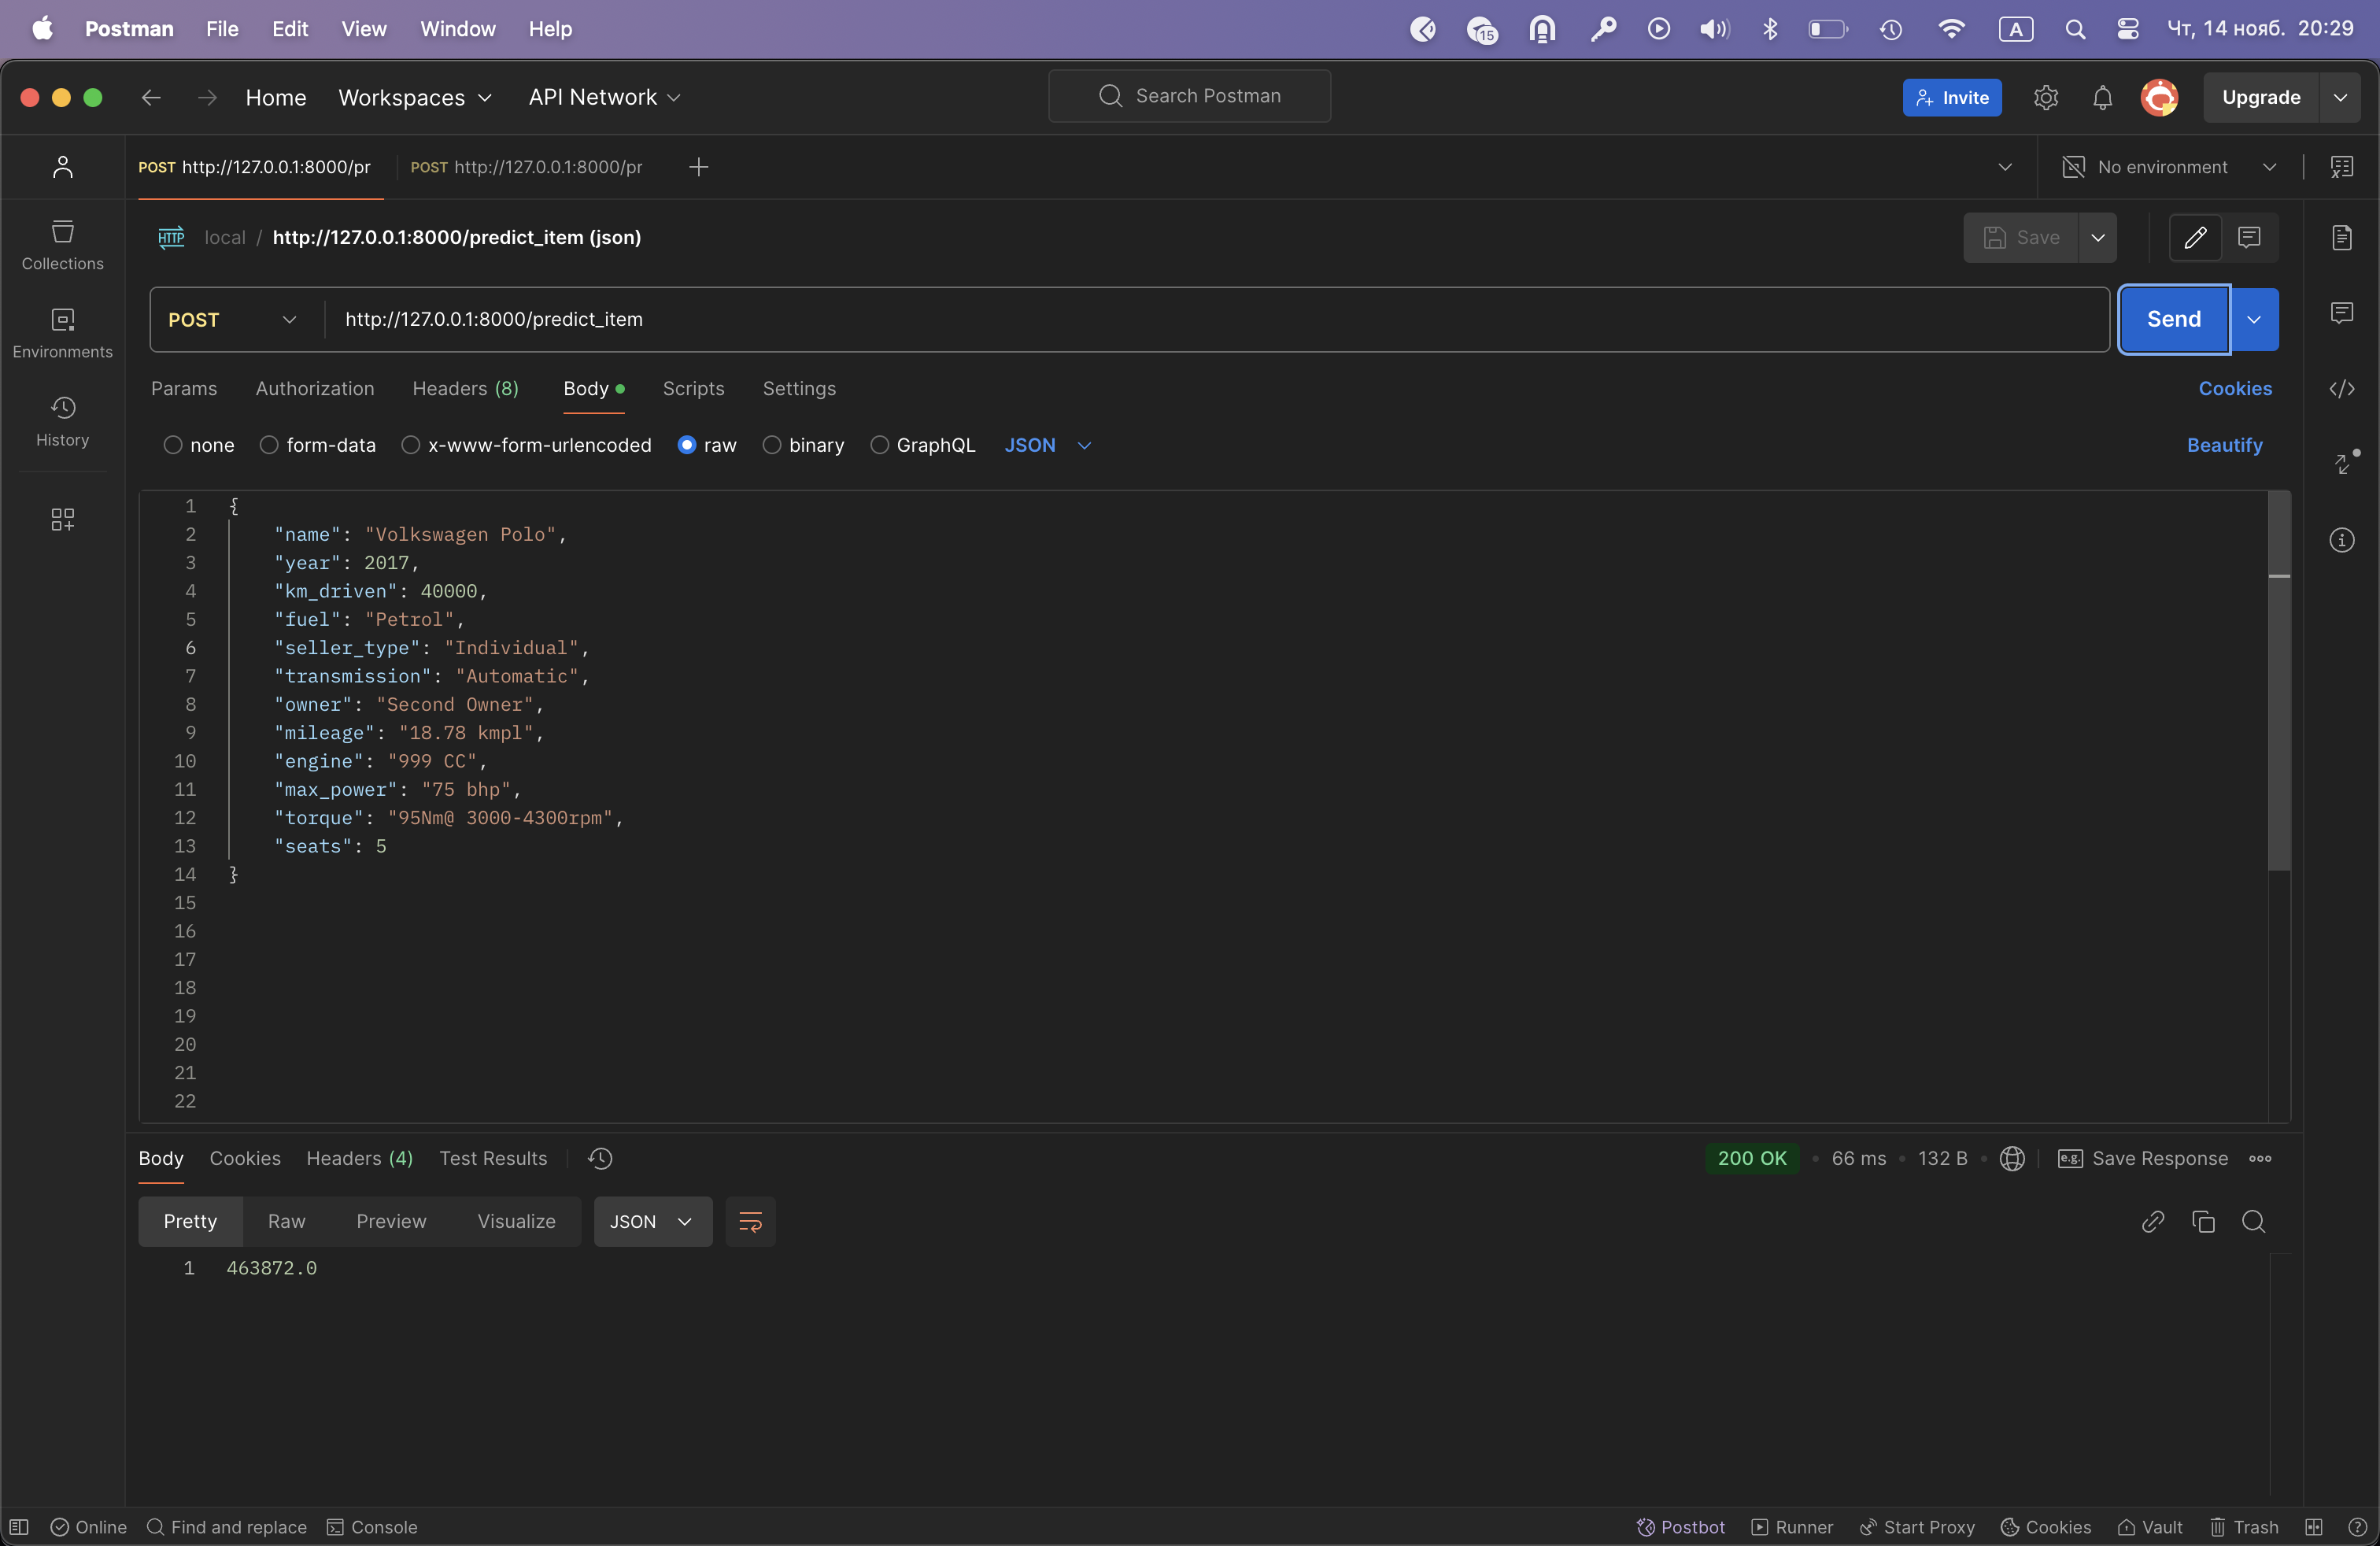 Postman File Edit View Window Help 15 A Чт, 14 нояб. 20:29
Home Workspaces API Network Search Postman Invite Upgrade
POST http://127.0.0.1:8000/pr POST http://127.0.0.1:8000/pr No environment
HTTP local / http://127.0.0.1:8000/predict_item (json) Save
Collections
Environments
History
POST http://127.0.0.1:8000/predict_item Send
Params Authorization Headers (8) Body Scripts Settings Cookies
none form-data x-www-form-urlencoded raw binary GraphQL JSON Beautify
1 {
2 "name": "Volkswagen Polo",
3 "year": 2017,
4 "km_driven": 40000,
5 "fuel": "Petrol",
6 "seller_type": "Individual",
7 "transmission": "Automatic",
8 "owner": "Second Owner",
9 "mileage": "18.78 kmpl",
10 "engine": "999 CC",
11 "max_power": "75 bhp",
12 "torque": "95Nm@ 3000-4300rpm",
13 "seats": 5
14 }
15
16
17
18
19
20
21
22
Body Cookies Headers (4) Test Results 200 OK 66 ms 132 B e.g. Save Response
Pretty Raw Preview Visualize JSON
1 463872.0
Online Find and replace Console Postbot Runner Start Proxy Cookies Vault Trash